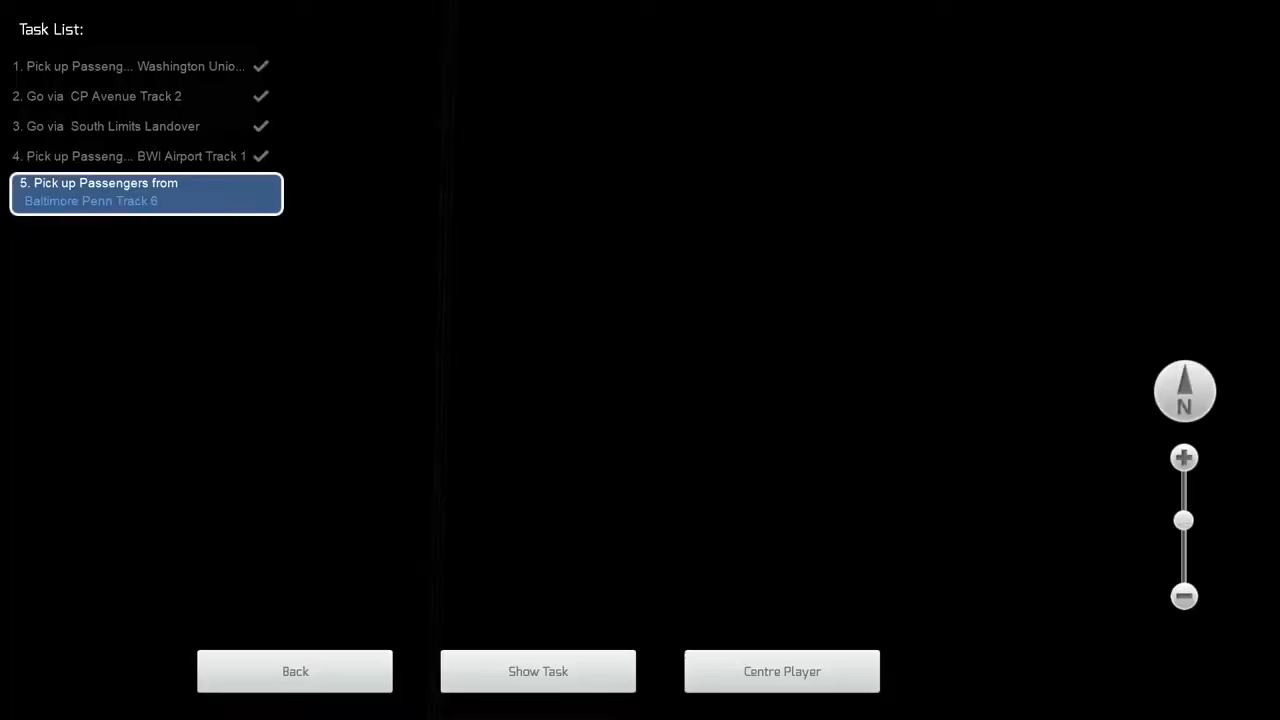 Task List:
1. Pick up Passeng... Washington Unio...
2. Go via  CP Avenue Track 2
3. Go via  South Limits Landover
4. Pick up Passeng... BWI Airport Track 1
5. Pick up Passengers from
Baltimore Penn Track 6
N
Back
Show Task
Centre Player